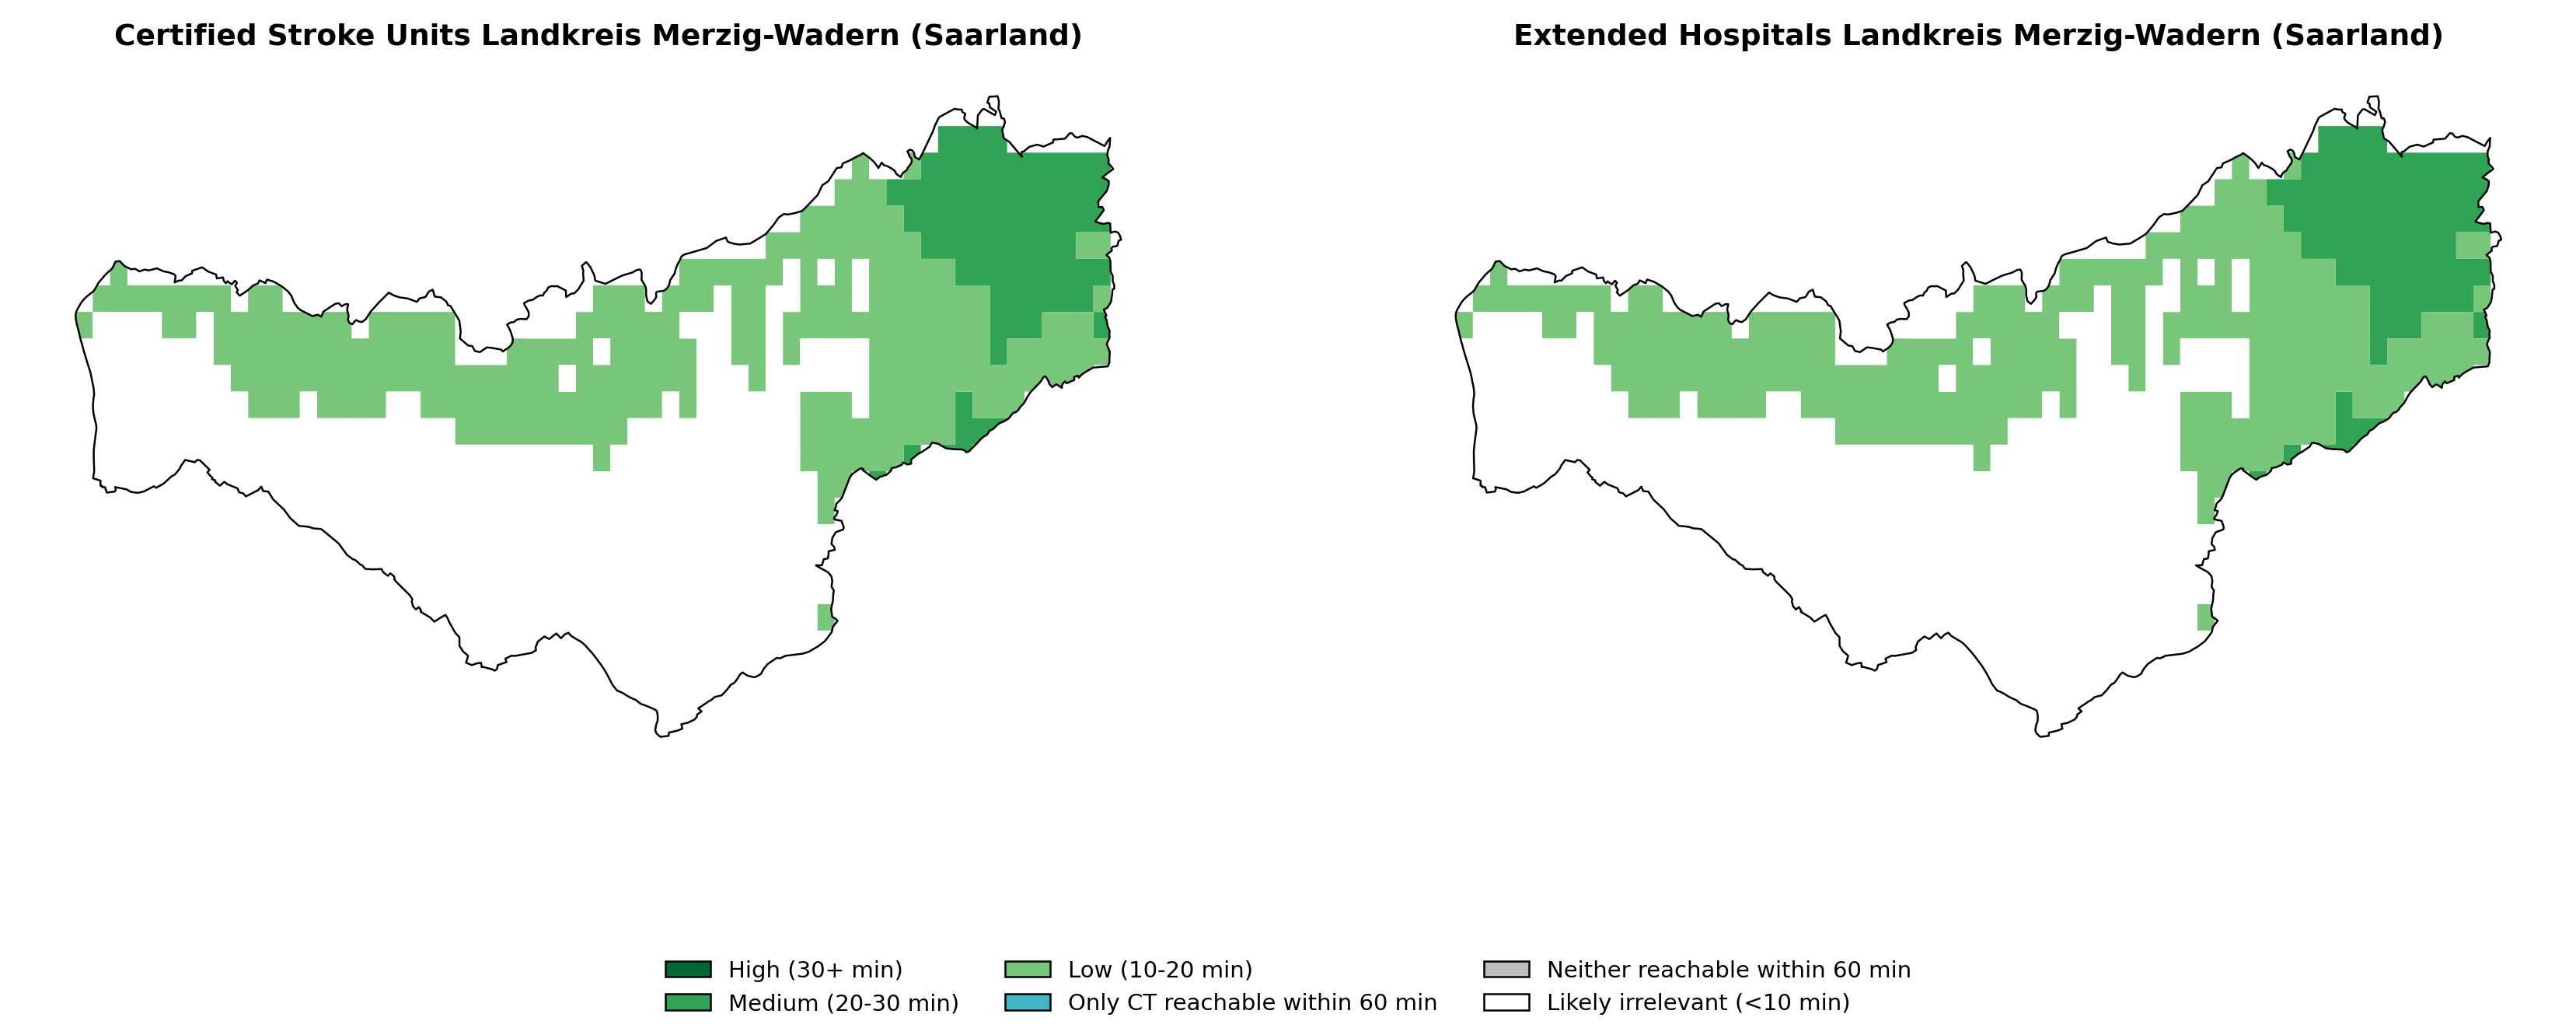 Certified Stroke Units Landkreis Merzig-Wadern (Saarland)
Extended Hospitals Landkreis Merzig-Wadern (Saarland)
High (30+ min)
Medium (20-30 min)
Low (10-20 min)
Only CT reachable within 60 min
Neither reachable within 60 min
Likely irrelevant (<10 min)